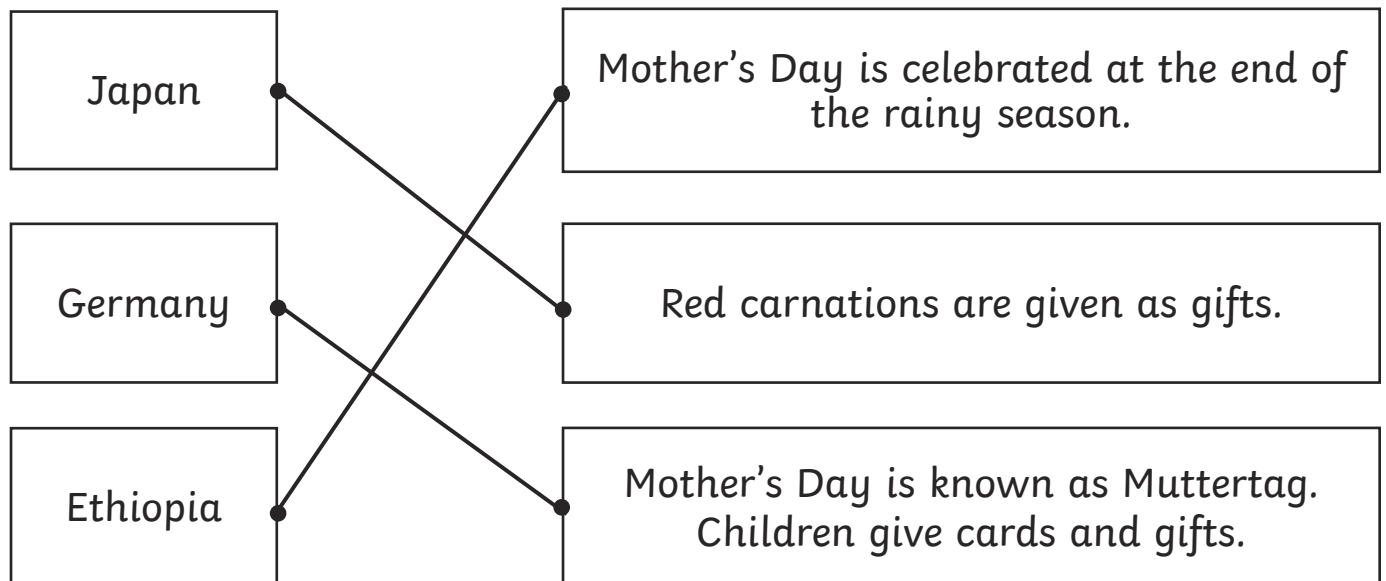 Japan
Mother's Day is celebrated at the end of
the rainy season.
Germany
Red carnations are given as gifts.
Ethiopia
Mother's Day is known as Muttertag.
Children give cards and gifts.